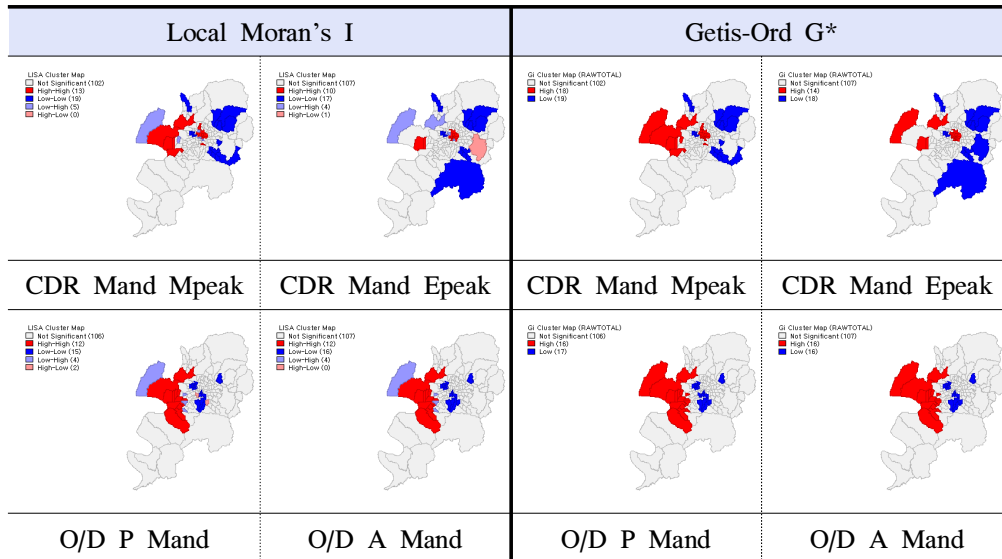 Local Moran's I
Getis-Ord G*
LISA Cluster Map
Not Significant (102)
High-High (13)
Low-Low (19)
Low-High (5)
High-Low (0)
LISA Cluster Map
Not Significant (107)
High-High (10)
Low-Low (17)
Low-High (4)
High-Low (1)
Gi Cluster Map (RAWTOTAL)
Not Significant (102)
High (18)
Low (19)
Gi Cluster Map (RAWTOTAL)
Not Significant (107)
High (14)
Low (18)
CDR Mand Mpeak
CDR Mand Epeak
CDR Mand Mpeak
CDR Mand Epeak
LISA Cluster Map
Not Significant (106)
High-High (12)
Low-Low (15)
Low-High (4)
High-Low (2)
LISA Cluster Map
Not Significant (107)
High-High (12)
Low-Low (16)
Low-High (4)
High-Low (0)
Gi Cluster Map (RAWTOTAL)
Not Significant (106)
High (16)
Low (17)
Gi Cluster Map (RAWTOTAL)
Not Significant (107)
High (16)
Low (16)
O/D P Mand
O/D A Mand
O/D P Mand
O/D A Mand